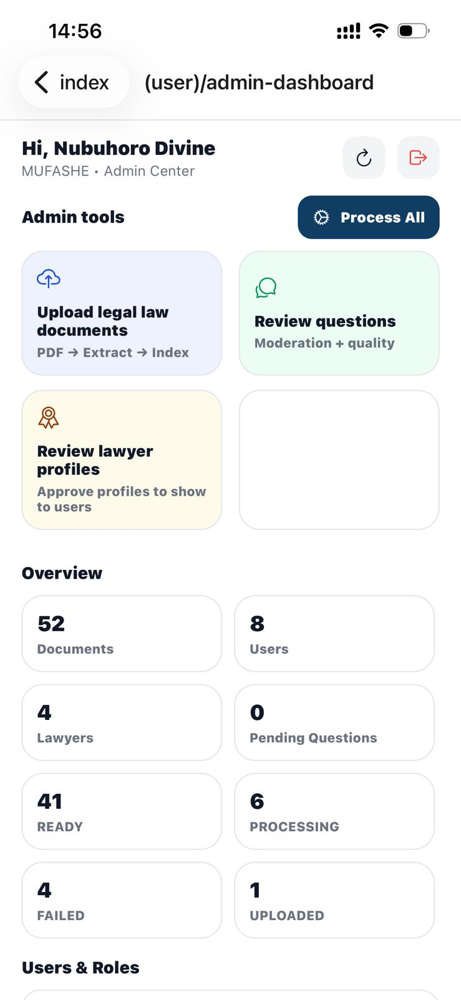 14:56
index
(user)/admin-dashboard
Hi, Nubuhoro Divine
MUFASHE • Admin Center
Admin tools
Process All
Upload legal law
documents
PDF → Extract → Index
Review questions
Moderation + quality
Review lawyer
profiles
Approve profiles to show
to users
Overview
52
Documents
8
Users
4
Lawyers
0
Pending Questions
41
READY
6
PROCESSING
4
FAILED
1
UPLOADED
Users & Roles